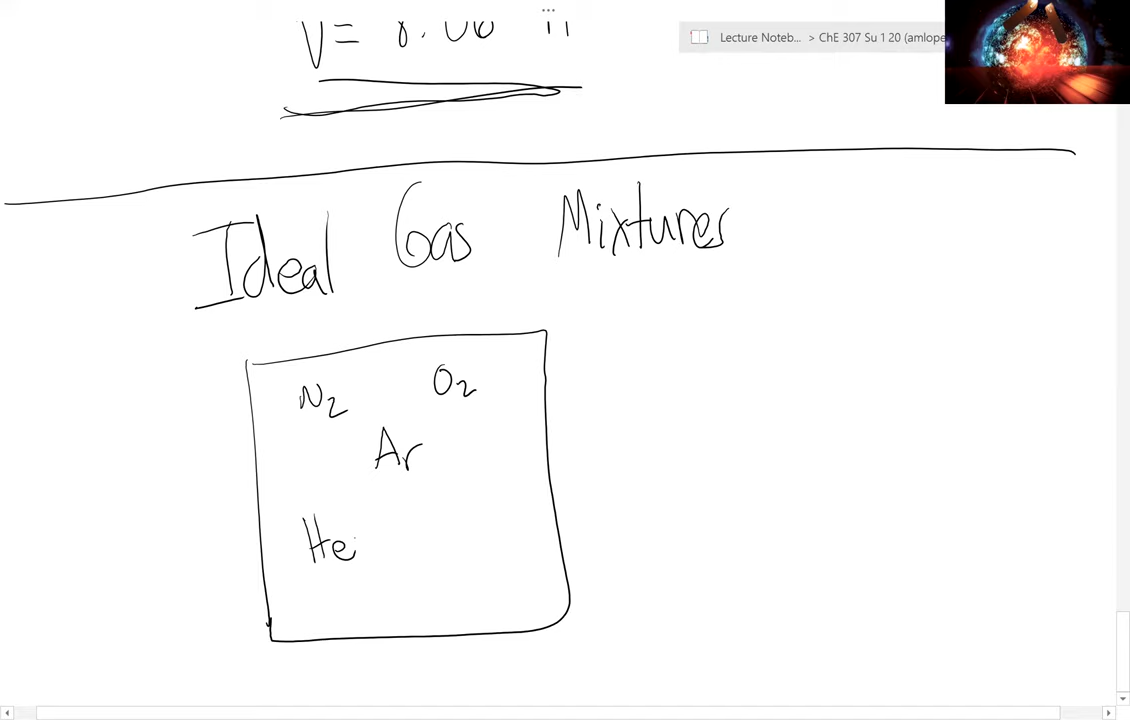 V=
Lecture Noteb... > ChE 307 Su 1 20 (amlope
Ideal Gas Mixtures
N2 O2
Ar
He